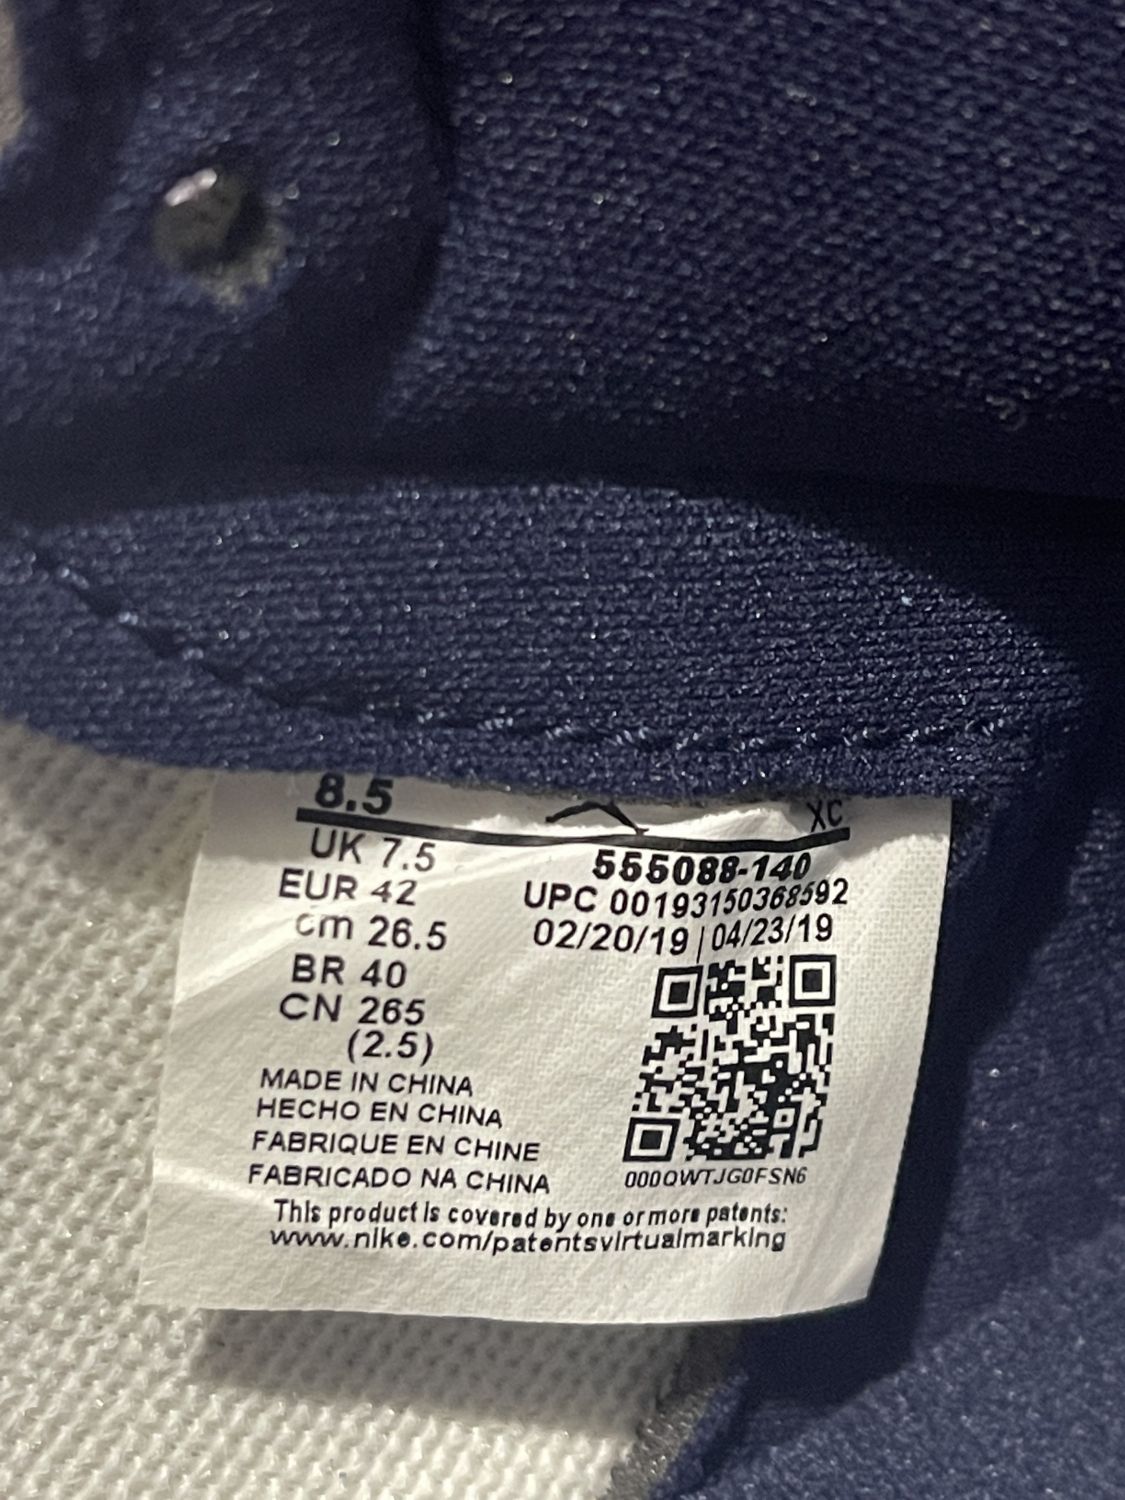 8.5 XC
UK 7.5
555088-140
EUR 42
UPC 00193150368592
cm 26.5
02/20/19 | 04/23/19
BR 40
CN 265
(2.5)
MADE IN CHINA
HECHO EN CHINA
FABRIQUE EN CHINE
FABRICADO NA CHINA
000QWTJG0FSN6
This product is covered by one or more patents:
www.nike.com/patentsvirtualmarking